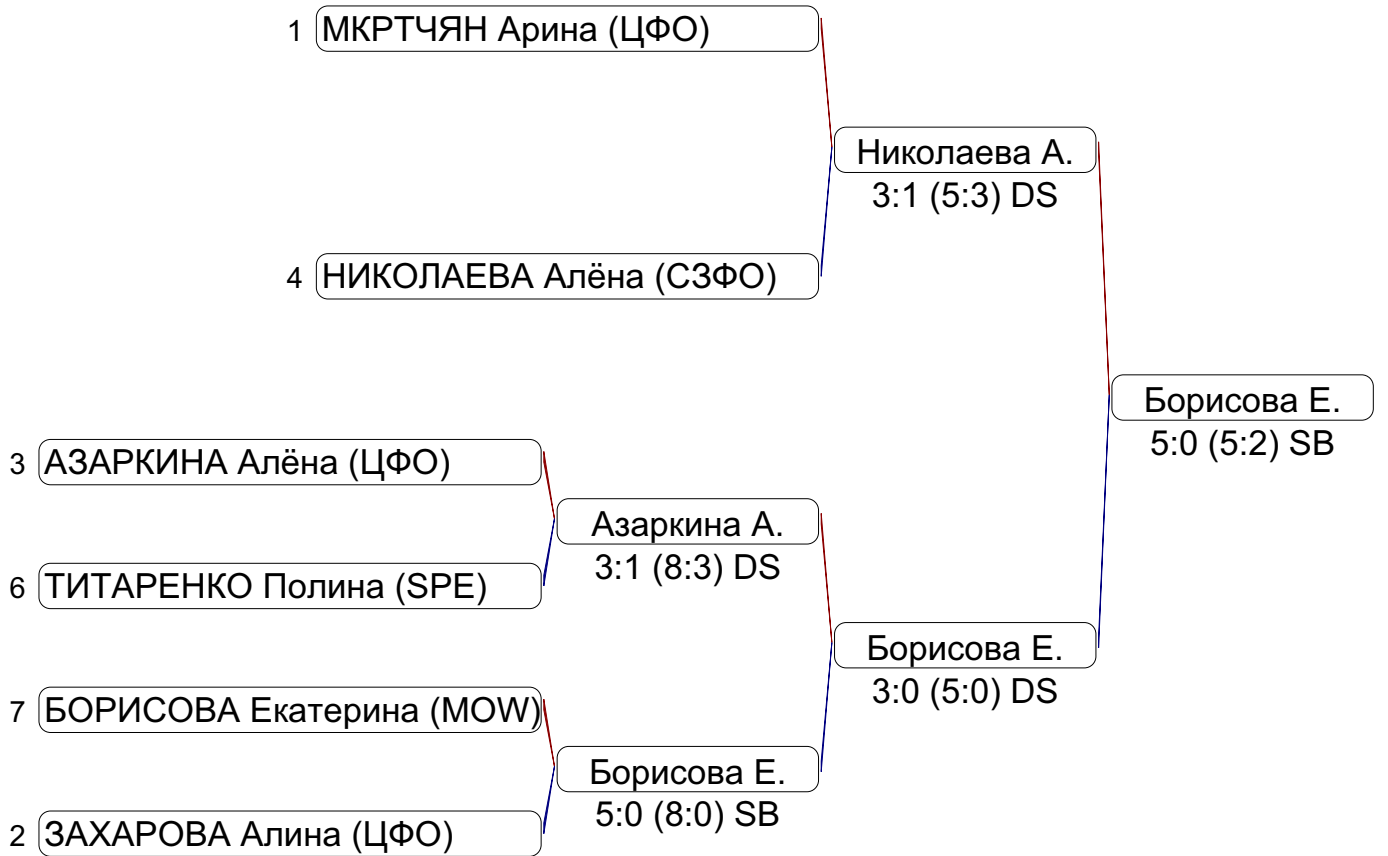 1 МКРТЧЯН Арина (ЦФО)
Николаева А.
3:1 (5:3) DS
4 НИКОЛАЕВА Алёна (СЗФО)
Борисова Е.
5:0 (5:2) SB
3 АЗАРКИНА Алёна (ЦФО)
Азаркина А.
3:1 (8:3) DS
6 ТИТАРЕНКО Полина (SPE)
Борисова Е.
3:0 (5:0) DS
7 БОРИСОВА Екатерина (MOW)
Борисова Е.
5:0 (8:0) SB
2 ЗАХАРОВА Алина (ЦФО)